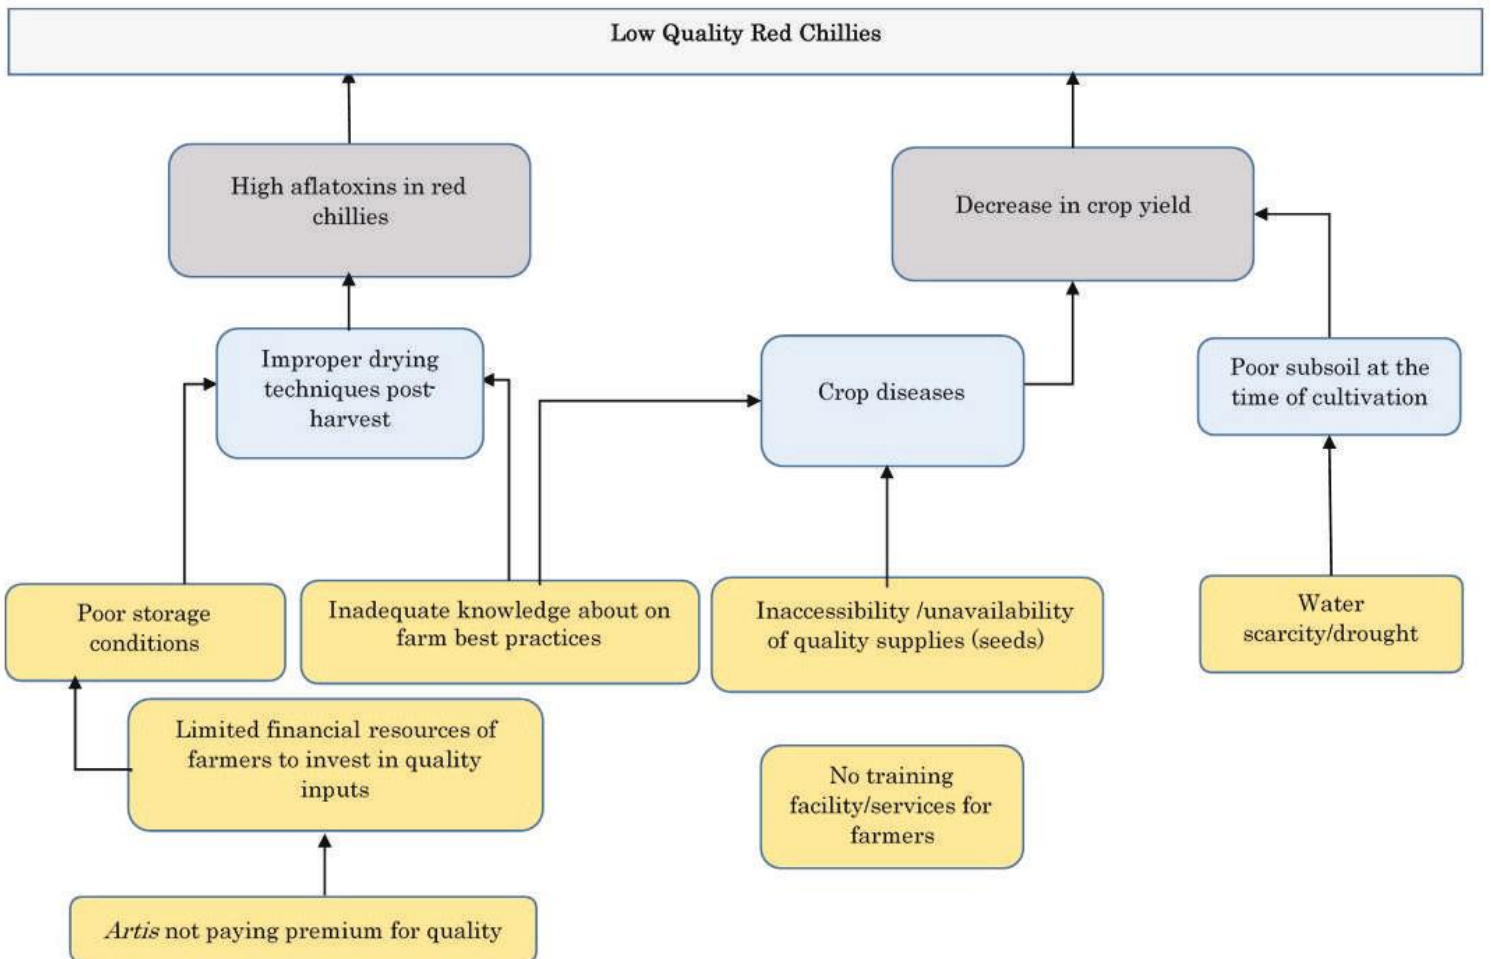 Low Quality Red Chillies
High aflatoxins in red
chillies
Decrease in crop yield
Improper drying
techniques post-
harvest
Crop diseases
Poor subsoil at the
time of cultivation
Poor storage
conditions
Inadequate knowledge about on
farm best practices
Inaccessibility /unavailability
of quality supplies (seeds)
Water
scarcity/drought
Limited financial resources of
farmers to invest in quality
inputs
No training
facility/services for
farmers
Artis not paying premium for quality